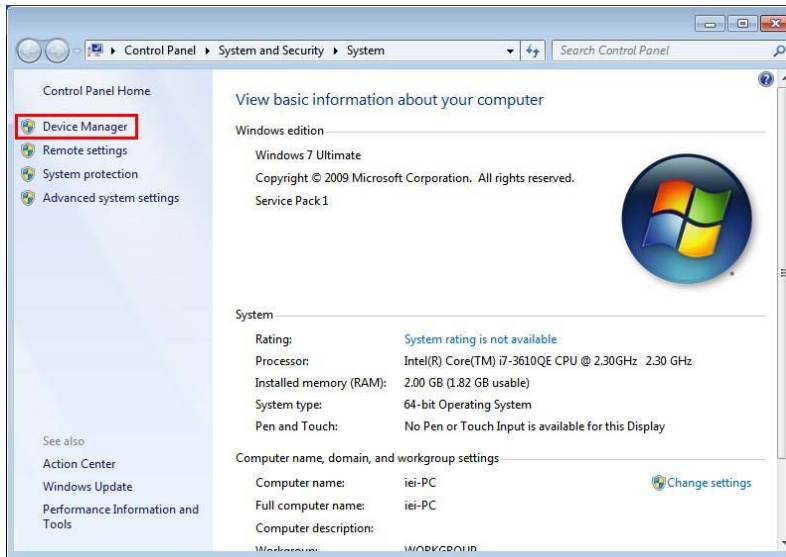 Control Panel ▸ System and Security ▸ System
Search Control Panel
Control Panel Home
Device Manager
Remote settings
System protection
Advanced system settings
See also
Action Center
Windows Update
Performance Information and
Tools
View basic information about your computer
Windows edition
Windows 7 Ultimate
Copyright © 2009 Microsoft Corporation. All rights reserved.
Service Pack 1
System
Rating: System rating is not available
Processor: Intel(R) Core(TM) i7-3610QE CPU @ 2.30GHz 2.30 GHz
Installed memory (RAM): 2.00 GB (1.82 GB usable)
System type: 64-bit Operating System
Pen and Touch: No Pen or Touch Input is available for this Display
Computer name, domain, and workgroup settings
Computer name: iei-PC
Change settings
Full computer name: iei-PC
Computer description:
Workgroup: WORKGROUP